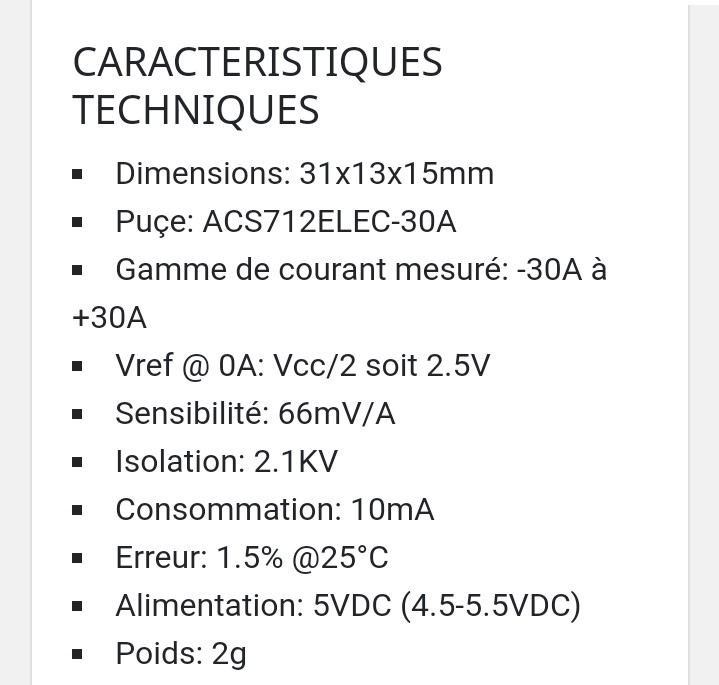 CARACTERISTIQUES
TECHNIQUES
▪ Dimensions: 31x13x15mm
▪ Puçe: ACS712ELEC-30A
▪ Gamme de courant mesuré: -30A à
+30A
▪ Vref @ 0A: Vcc/2 soit 2.5V
▪ Sensibilité: 66mV/A
▪ Isolation: 2.1KV
▪ Consommation: 10mA
▪ Erreur: 1.5% @25°C
▪ Alimentation: 5VDC (4.5-5.5VDC)
▪ Poids: 2g